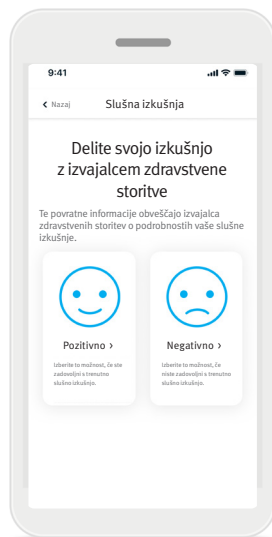 9:41
Nazaj
Slušna izkušnja
Delite svojo izkušnjo
z izvajalcem zdravstvene
storitve
Te povratne informacije obveščajo izvajalca
zdravstvenih storitev o podrobnostih vaše slušne
izkušnje.
Pozitivno
Izberite to možnost, če ste
zadovoljni s trenutno
slušno izkušnjo.
Negativno
Izberite to možnost, če
niste zadovoljni s trenutno
slušno izkušnjo.